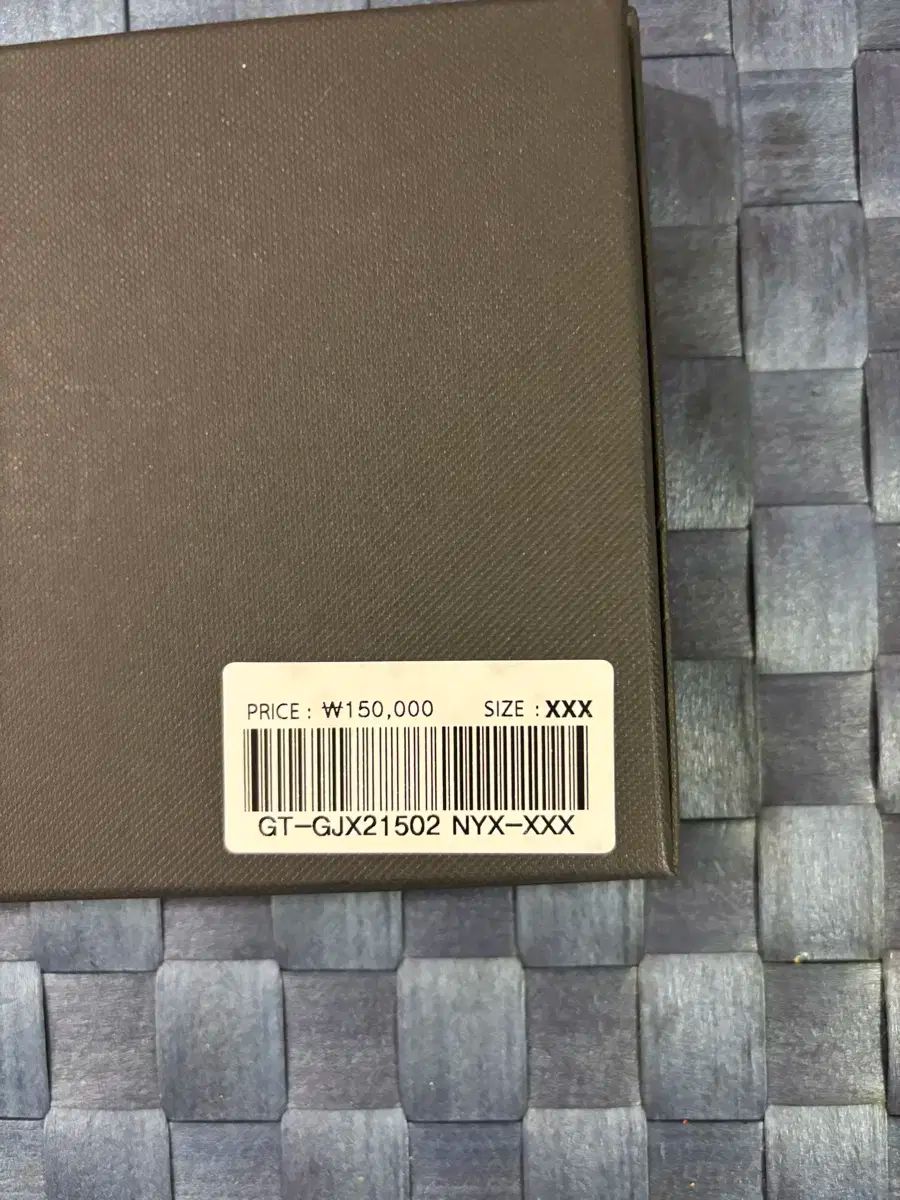 PRICE : ₩150,000 SIZE : XXX
GT-GJX21502 NYX-XXX